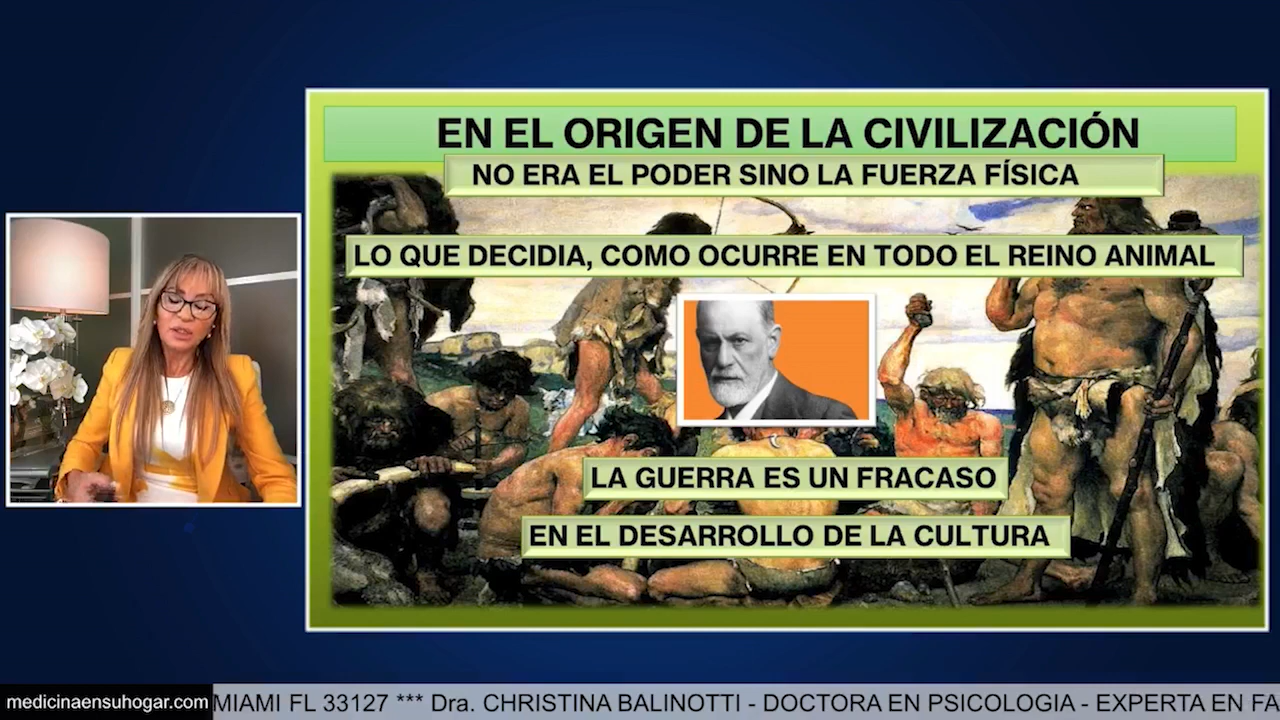 EN EL ORIGEN DE LA CIVILIZACIÓN
NO ERA EL PODER SINO LA FUERZA FÍSICA
LO QUE DECIDIA, COMO OCURRE EN TODO EL REINO ANIMAL
LA GUERRA ES UN FRACASO
EN EL DESARROLLO DE LA CULTURA
medicinaensuhogar.com MIAMI FL 33127 *** Dra. CHRISTINA BALINOTTI - DOCTORA EN PSICOLOGIA - EXPERTA EN FA